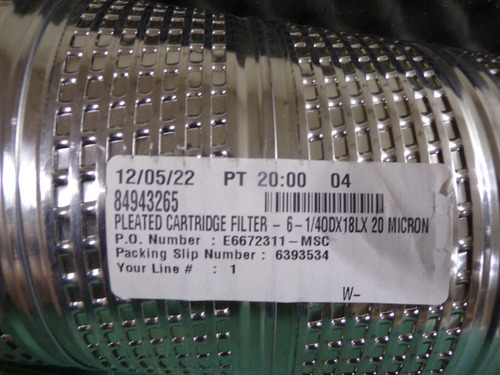 12/05/22 PT 20:00 04
84943265
PLEATED CARTRIDGE FILTER - 6-1/4ODX18LX 20 MICRON
P.O. Number : E6672311-MSC
Packing Slip Number : 6393534
Your Line # : 1
W-